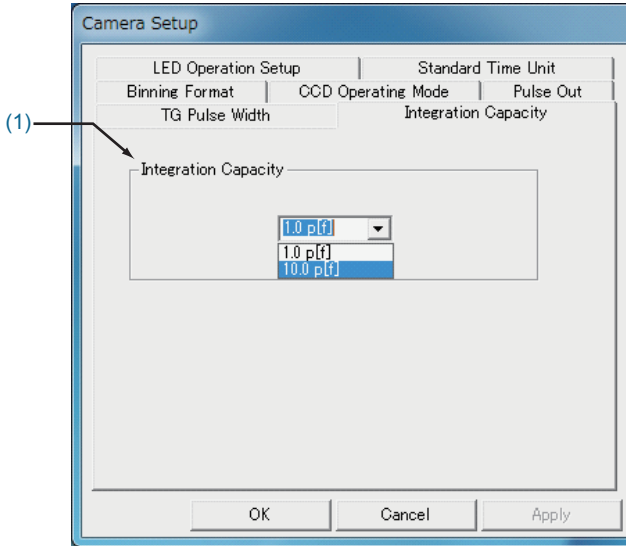 Camera Setup
LED Operation Setup Standard Time Unit
Binning Format CCD Operating Mode Pulse Out
TG Pulse Width Integration Capacity
(1)
Integration Capacity
1.0 p[f]
1.0 p[f]
10.0 p[f]
OK Cancel Apply